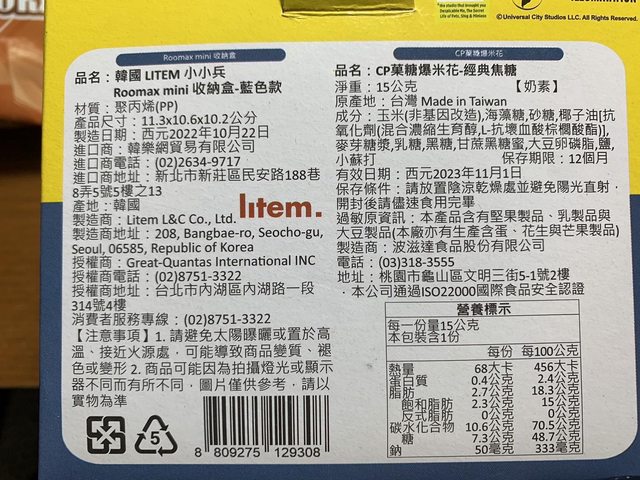 the studio that brought you
Despicable Me, The Secret
Life of Pets, Sing & Minions
ILLUMINATION
©Universal City Studios LLC. All Rights Reserved.
Roomax mini 收納盒
品名：韓國 LITEM 小小兵
Roomax mini 收納盒-藍色款
材質：聚丙烯(PP)
產品尺寸：11.3x10.6x10.2公分
製造日期：西元2022年10月22日
進口商：韓樂網貿易有限公司
進口商電話：(02)2634-9717
進口商地址：新北市新莊區民安路188巷
8弄5號5樓之13
產地：韓國
製造商：Litem L&C Co., Ltd.
lıtem.
製造商地址：208, Bangbae-ro, Seocho-gu,
Seoul, 06585, Republic of Korea
授權商：Great-Quantas International INC
授權商電話：(02)8751-3322
授權商地址：台北市內湖區內湖路一段
314號4樓
消費者服務專線：(02)8751-3322
【注意事項】1. 請避免太陽曝曬或置於高
溫、接近火源處，可能導致商品變質、褪
色或變形 2. 商品可能因為拍攝燈光或顯示
器不同而有所不同，圖片僅供參考，請以
實物為準
5
8 809275 129308
CP菓糖爆米花
品名：CP菓糖爆米花-經典焦糖
淨重：15公克 【奶素】
原產地：台灣 Made in Taiwan
成分：玉米(非基因改造),海藻糖,砂糖,椰子油[抗
氧化劑(混合濃縮生育醇,L-抗壞血酸棕櫚酸酯)],
麥芽糖漿,乳糖,黑糖,甘蔗黑糖蜜,大豆卵磷脂,鹽,
小蘇打 保存期限：12個月
有效日期：西元2023年11月1日
保存條件：請放置陰涼乾燥處並避免陽光直射，
開封後請儘速食用完畢
過敏原資訊：本產品含有堅果製品、乳製品與
大豆製品(本廠亦有生產含蛋、花生與芒果製品)
製造商：波滋達食品股份有限公司
電話：(03)318-3555
地址：桃園市龜山區文明三街5-1號2樓
．本公司通過ISO22000國際食品安全認證
營養標示
每一份量15公克
本包裝含1份
每份 每100公克
熱量 68大卡 456大卡
蛋白質 0.4公克 2.4公克
脂肪 2.7公克 18.3公克
飽和脂肪 2.3公克 15公克
反式脂肪 0公克 0公克
碳水化合物 10.6公克 70.5公克
糖 7.3公克 48.7公克
鈉 50毫克 333毫克